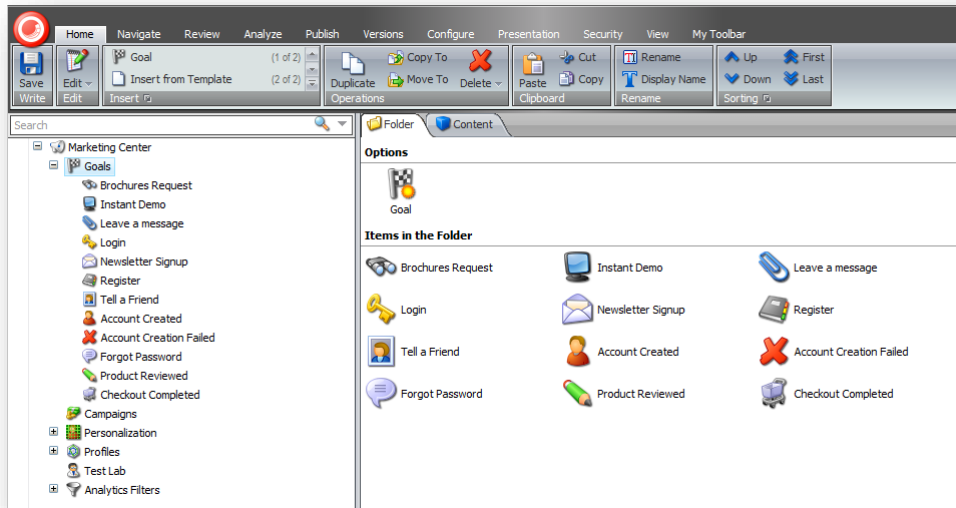 Home Navigate Review Analyze Publish Versions Configure Presentation Security View My Toolbar
Save
Write
Edit
Edit
Goal (1 of 2)
Insert from Template (2 of 2)
Insert
Duplicate
Copy To
Move To
Delete
Operations
Paste
Cut
Copy
Clipboard
Rename
Display Name
Rename
Up First
Down Last
Sorting
Search
Marketing Center
Goals
Brochures Request
Instant Demo
Leave a message
Login
Newsletter Signup
Register
Tell a Friend
Account Created
Account Creation Failed
Forgot Password
Product Reviewed
Checkout Completed
Campaigns
Personalization
Profiles
Test Lab
Analytics Filters
Folder Content
Options
Goal
Items in the Folder
Brochures Request Instant Demo Leave a message
Login Newsletter Signup Register
Tell a Friend Account Created Account Creation Failed
Forgot Password Product Reviewed Checkout Completed